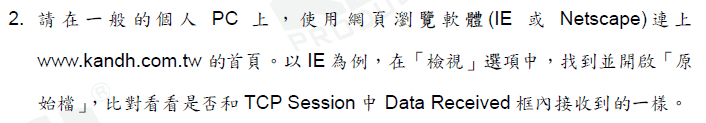 2. 請在一般的個人 PC 上，使用網頁瀏覽軟體(IE 或 Netscape)連上
www.kandh.com.tw 的首頁。以 IE 為例，在「檢視」選項中，找到並開啟「原
始檔」，比對看看是否和 TCP Session 中 Data Received 框內接收到的一樣。